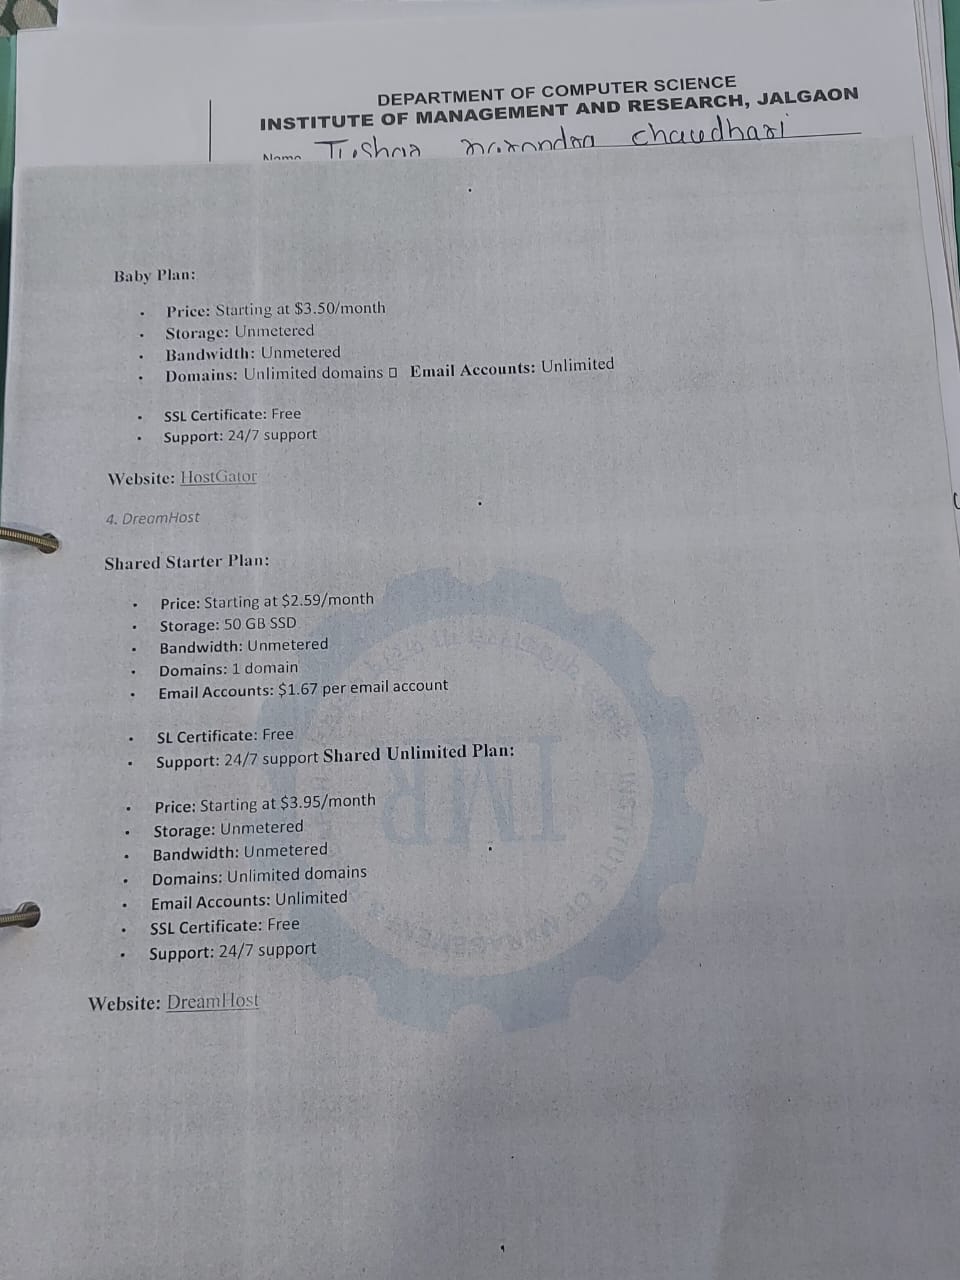 DEPARTMENT OF COMPUTER SCIENCE
INSTITUTE OF MANAGEMENT AND RESEARCH, JALGAON
Name chaudhari
Baby Plan:
• Price: Starting at $3.50/month
• Storage: Unmetered
• Bandwidth: Unmetered
• Domains: Unlimited domains □ Email Accounts: Unlimited
• SSL Certificate: Free
• Support: 24/7 support
Website: HostGator
4. DreamHost
Shared Starter Plan:
• Price: Starting at $2.59/month
• Storage: 50 GB SSD
• Bandwidth: Unmetered
• Domains: 1 domain
• Email Accounts: $1.67 per email account
• SL Certificate: Free
• Support: 24/7 support Shared Unlimited Plan:
• Price: Starting at $3.95/month
• Storage: Unmetered
• Bandwidth: Unmetered
• Domains: Unlimited domains
• Email Accounts: Unlimited
• SSL Certificate: Free
• Support: 24/7 support
Website: DreamHost
IMR
INSTITUTE OF MANAGEMENT